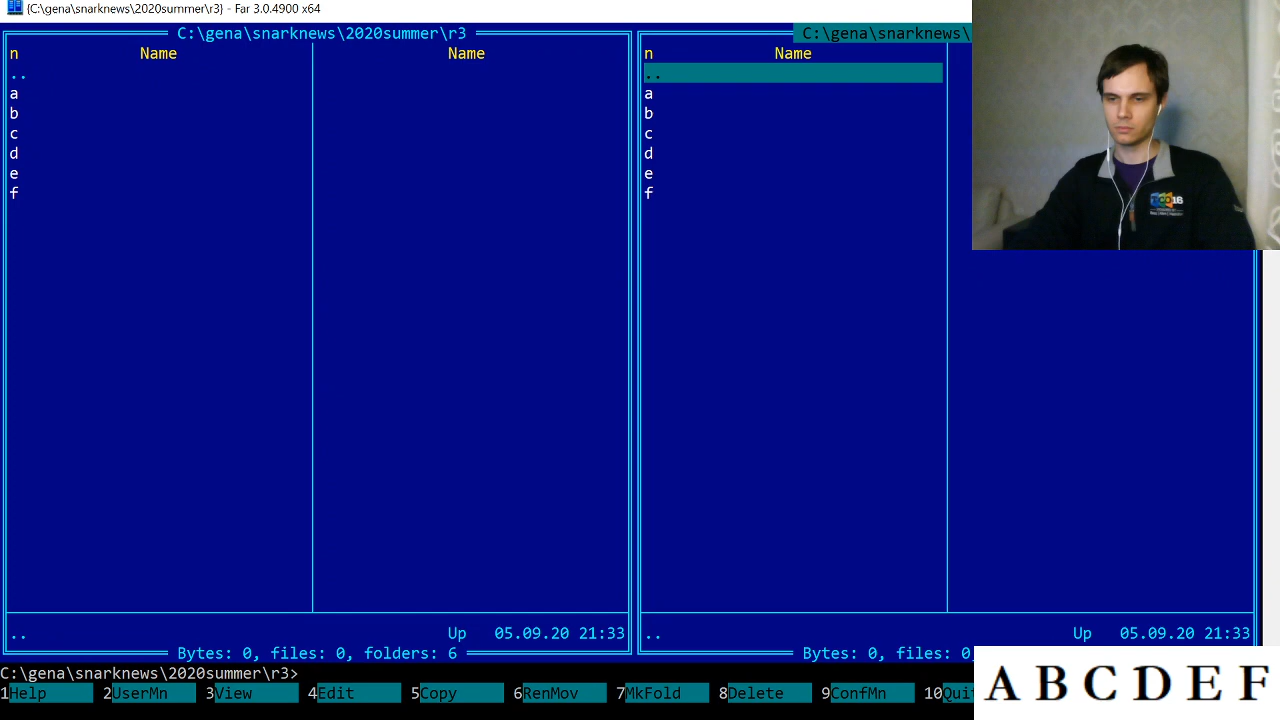 {C:\gena\snarknews\2020summer\r3} - Far 3.0.4900 x64
C:\gena\snarknews\2020summer\r3
C:\gena\snarknews\
n Name Name
n Name
..
..
a
a
b
b
c
c
d
d
e
e
f
f
.. Up 05.09.20 21:33
.. Up 05.09.20 21:33
Bytes: 0, files: 0, folders: 6
Bytes: 0, files: 0
C:\gena\snarknews\2020summer\r3>
1Help 2UserMn 3View 4Edit 5Copy 6RenMov 7MkFold 8Delete 9ConfMn 10Quit
A B C D E F